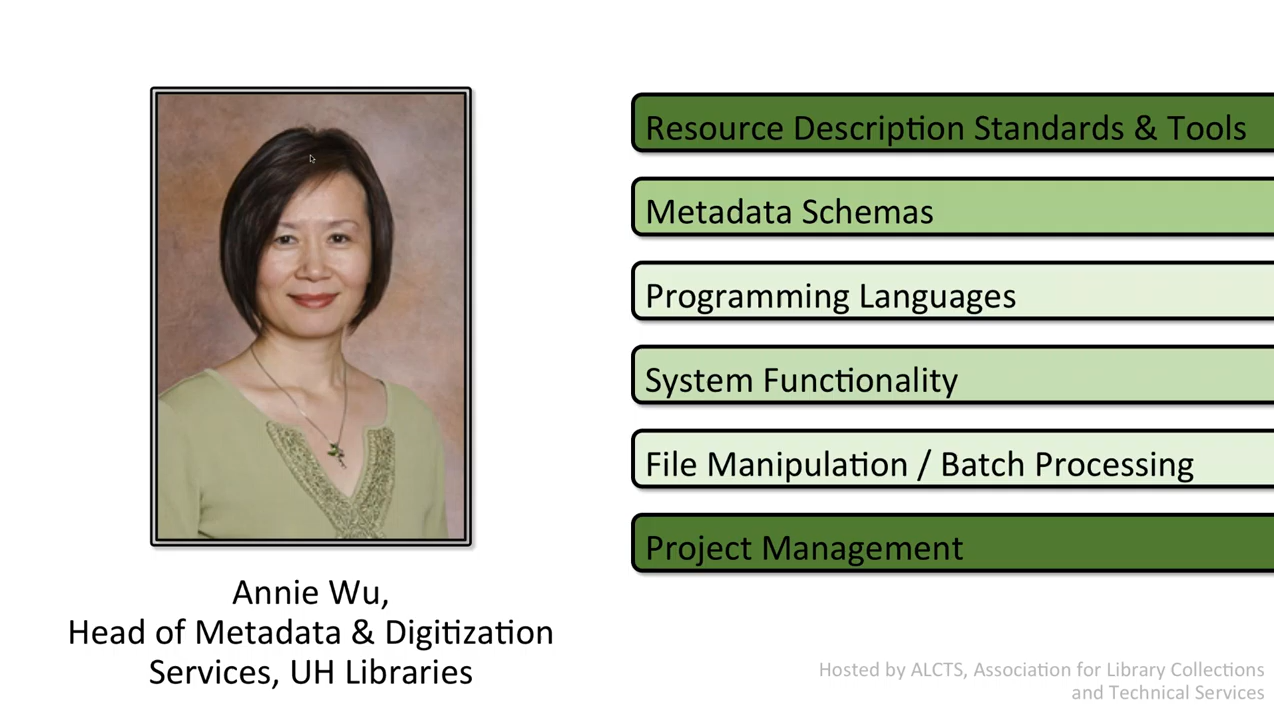 Resource Description Standards & Tools
Metadata Schemas
Programming Languages
System Functionality
File Manipulation / Batch Processing
Project Management
Annie Wu,
Head of Metadata & Digitization
Services, UH Libraries
Hosted by ALCTS, Association for Library Collections
and Technical Services